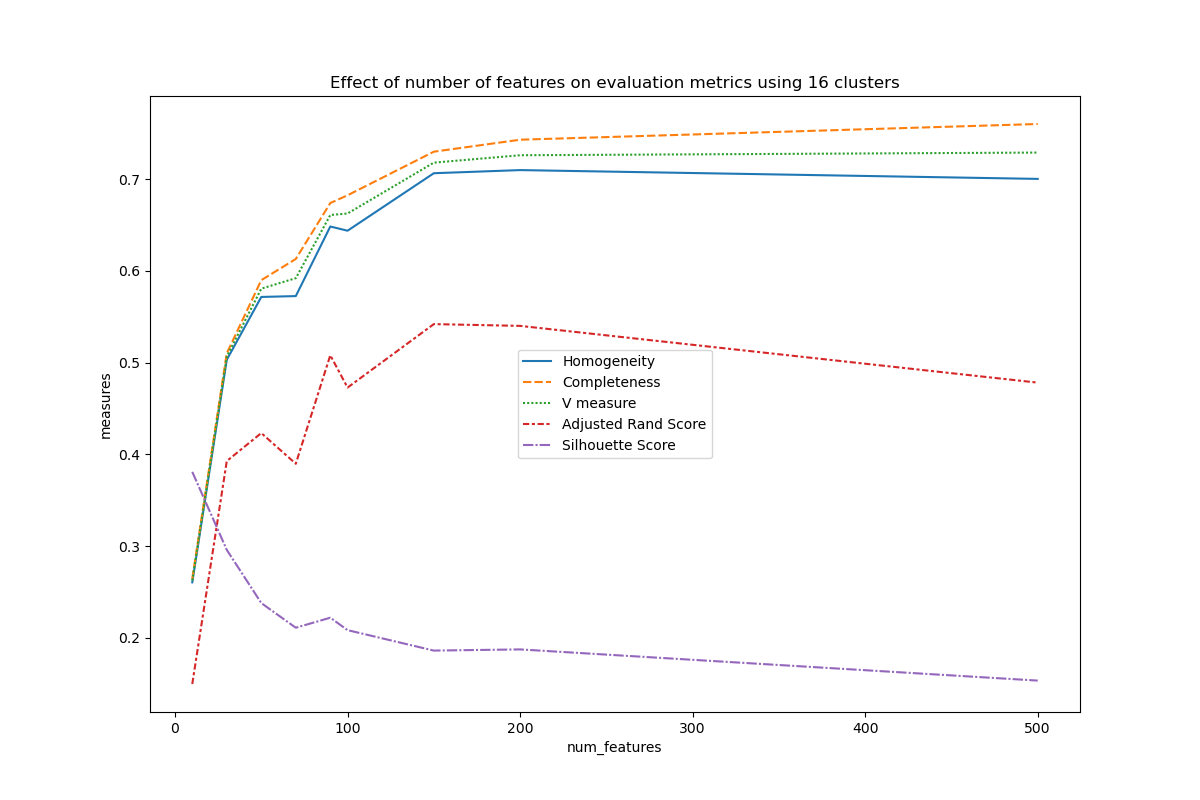 Effect of number of features on evaluation metrics using 16 clusters
0.7
0.6
0.5
0.4
0.3
0.2
measures
Homogeneity
Completeness
V measure
Adjusted Rand Score
Silhouette Score
0 100 200 300 400 500
num_features